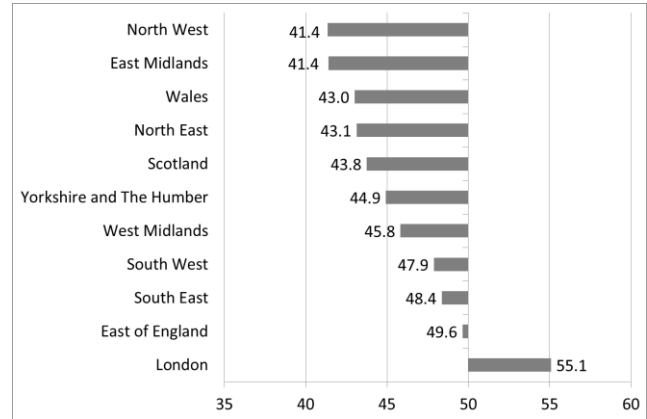 North West 41.4
East Midlands 41.4
Wales 43.0
North East 43.1
Scotland 43.8
Yorkshire and The Humber 44.9
West Midlands 45.8
South West 47.9
South East 48.4
East of England 49.6
London 55.1
35 40 45 50 55 60